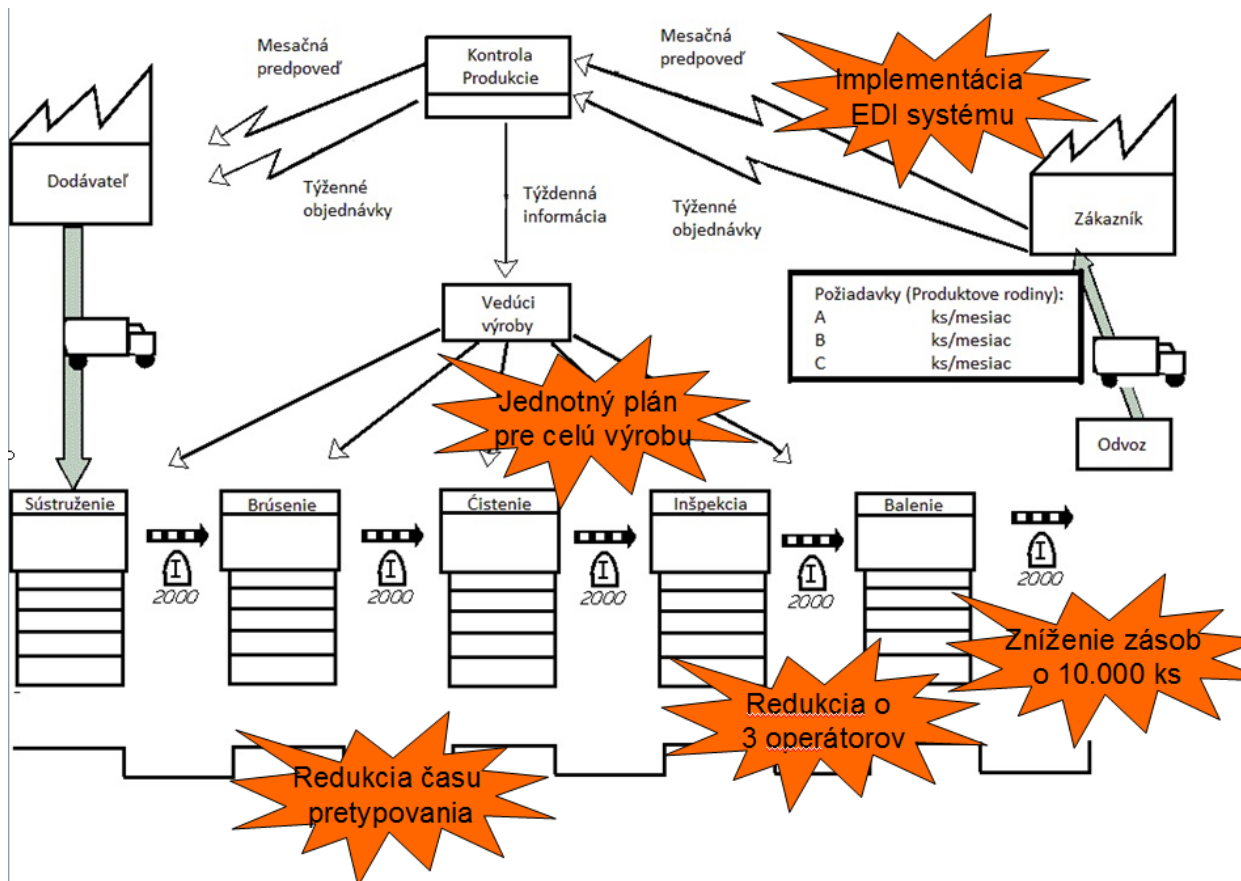 Mesačná
predpoveď
Kontrola
Produkcie
Mesačná
predpoveď
Implementácia
EDI systému
Dodávateľ
Týženné
objednávky
Týždenná
informácia
Týženné
objednávky
Zákazník
Vedúci
výroby
Požiadavky (Produktove rodiny):
A ks/mesiac
B ks/mesiac
C ks/mesiac
Jednotný plán
pre celú výrobu
Odvoz
Sústruženie
Brúsenie
Ćistenie
Inšpekcia
Balenie
I
2000
I
2000
I
2000
I
2000
I
2000
Zníženie zásob
o 10.000 ks
Redukcia o
3 operátorov
Redukcia času
pretypovania